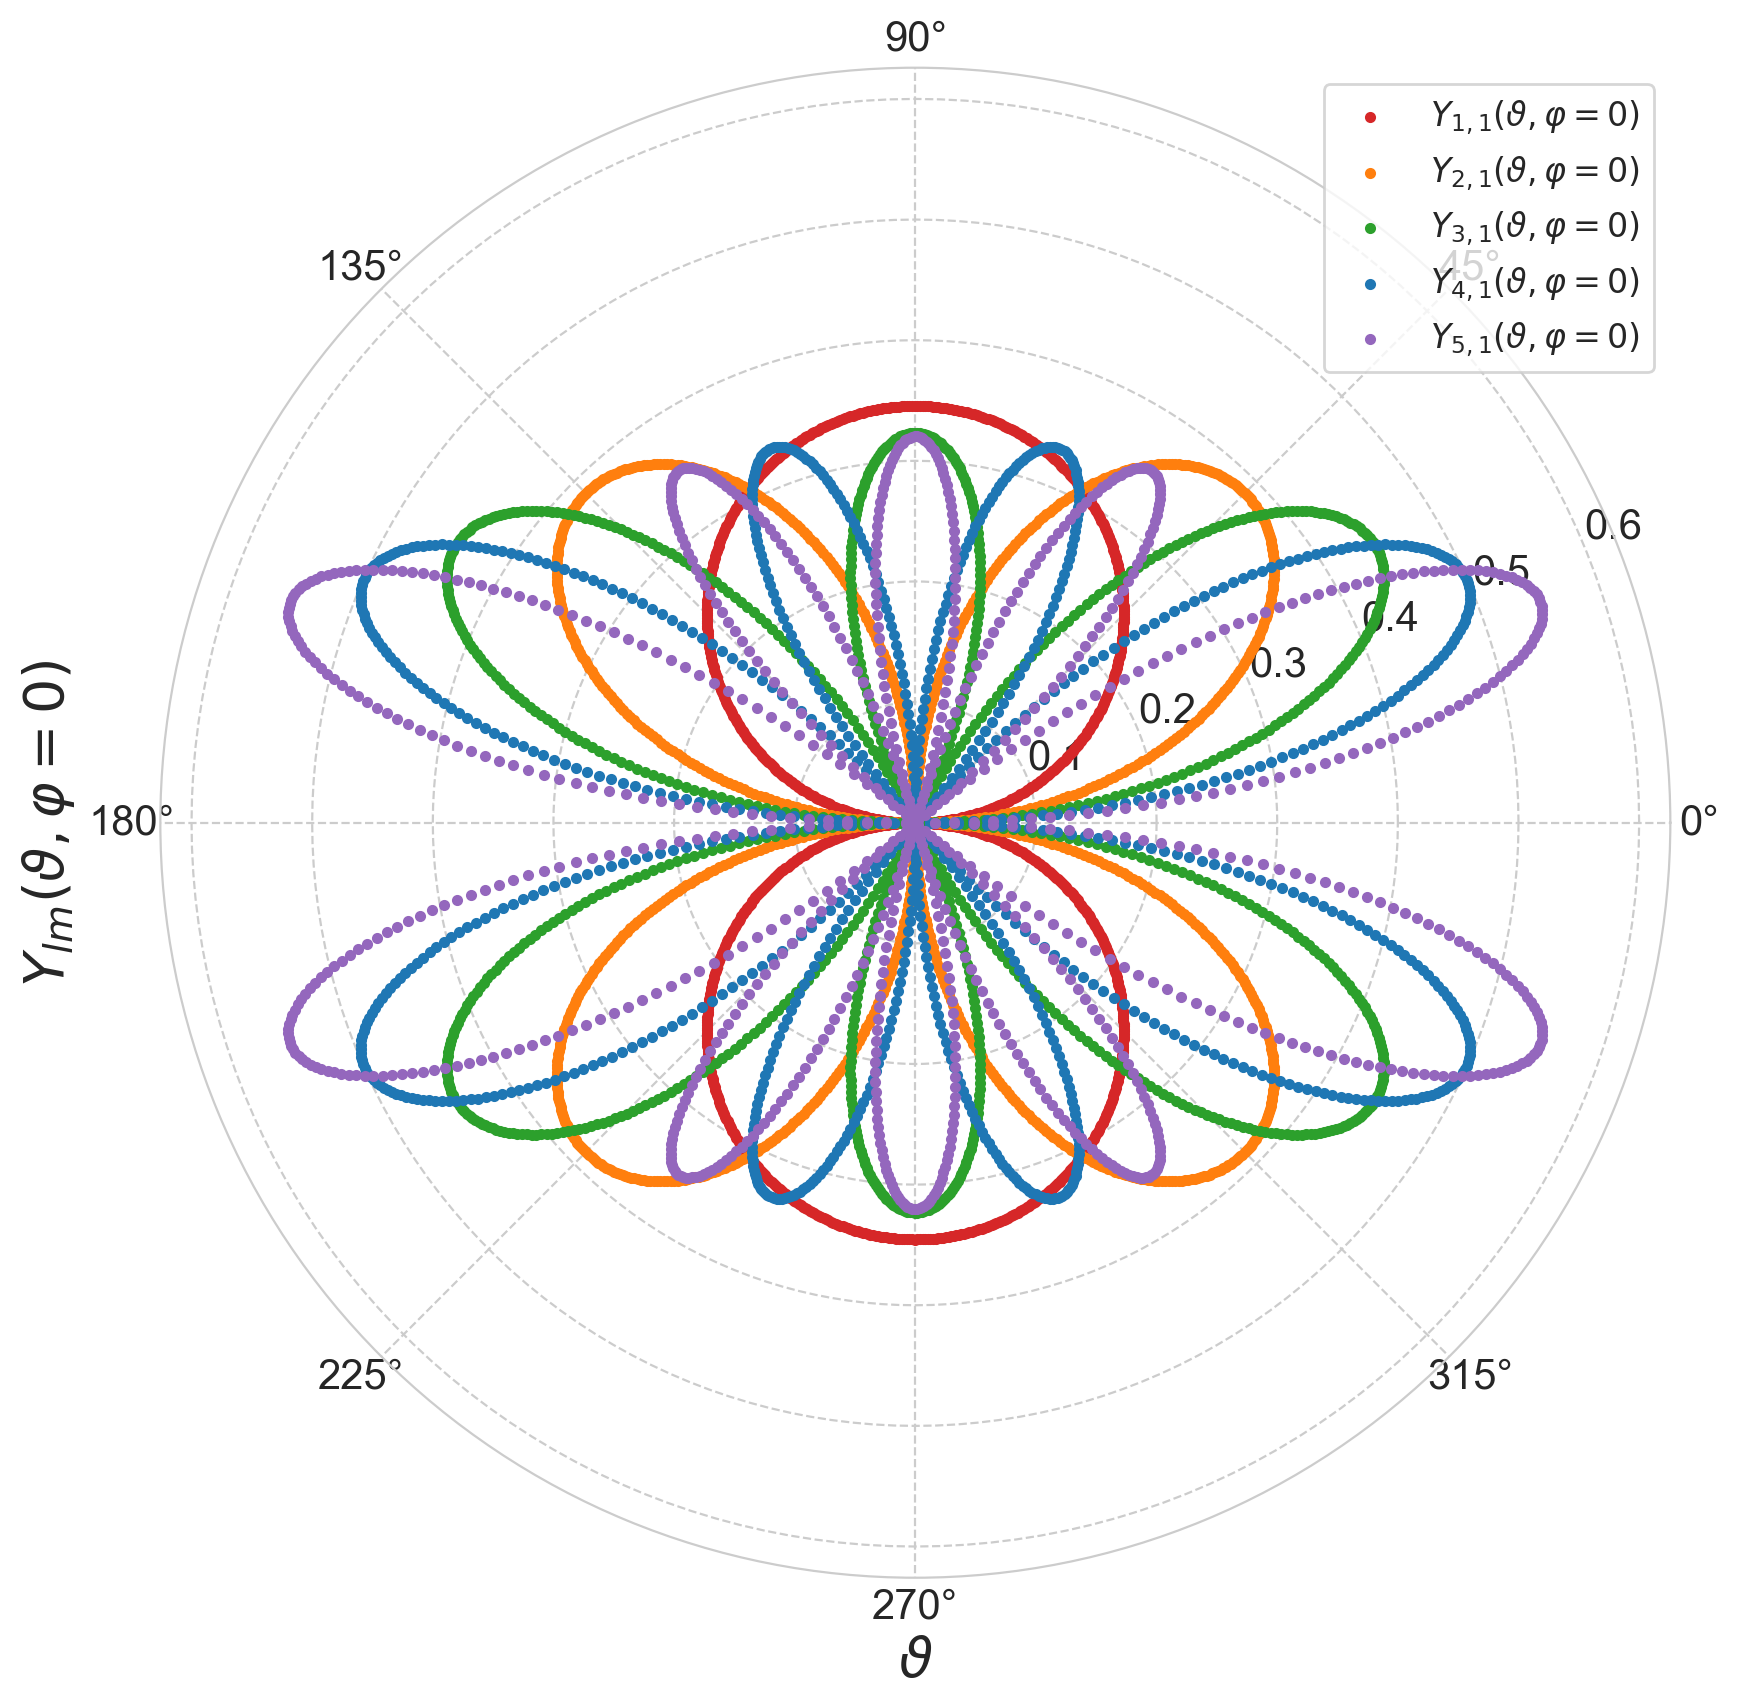 90°
135°
45°
180°
0°
225°
315°
270°
0.1
0.2
0.3
0.4
0.5
0.6
Y_{1,1}(ϑ, φ = 0)
Y_{2,1}(ϑ, φ = 0)
Y_{3,1}(ϑ, φ = 0)
Y_{4,1}(ϑ, φ = 0)
Y_{5,1}(ϑ, φ = 0)
Y_{lm}(ϑ, φ = 0)
ϑ